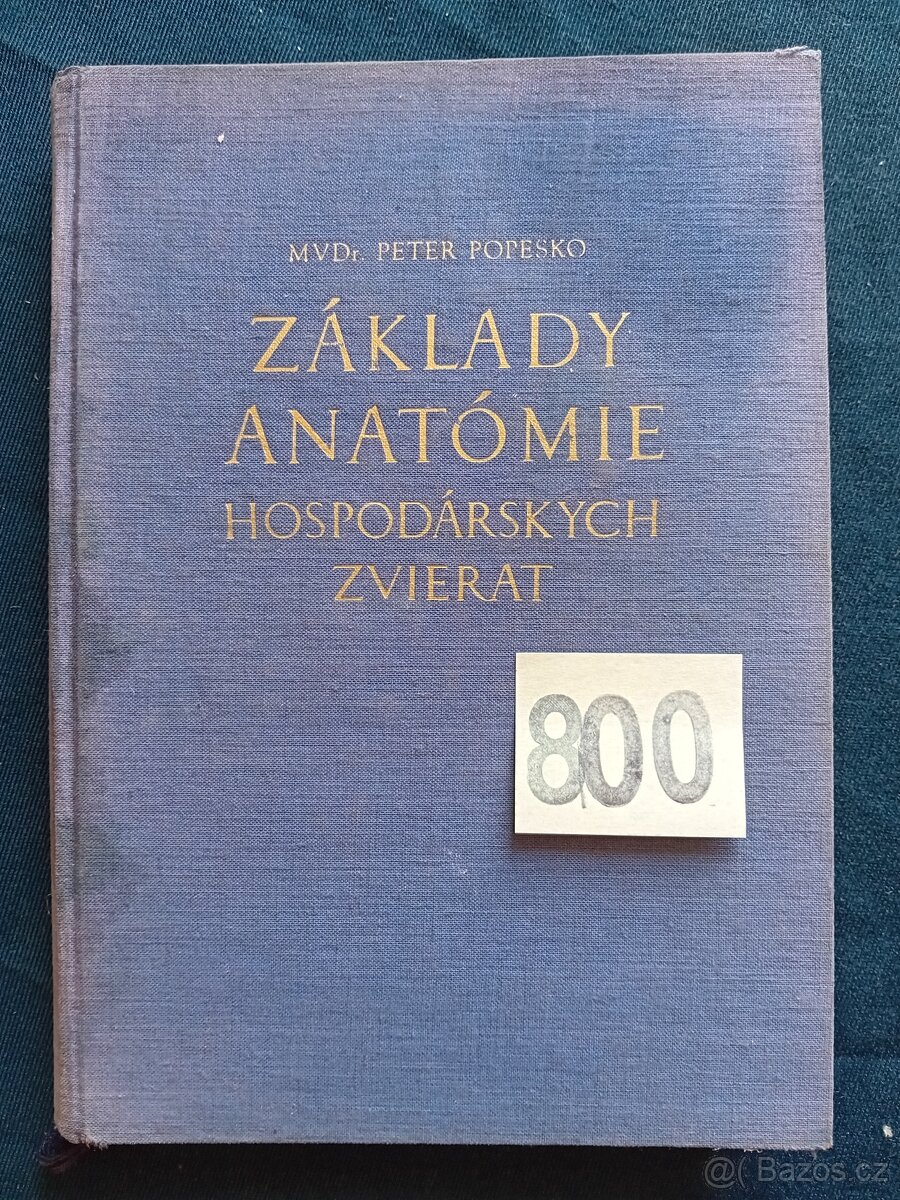 MVDr. PETER POPESKO
ZÁKLADY
ANATÓMIE
HOSPODÁRSKYCH
ZVIERAT
800
@ Bazos.cz